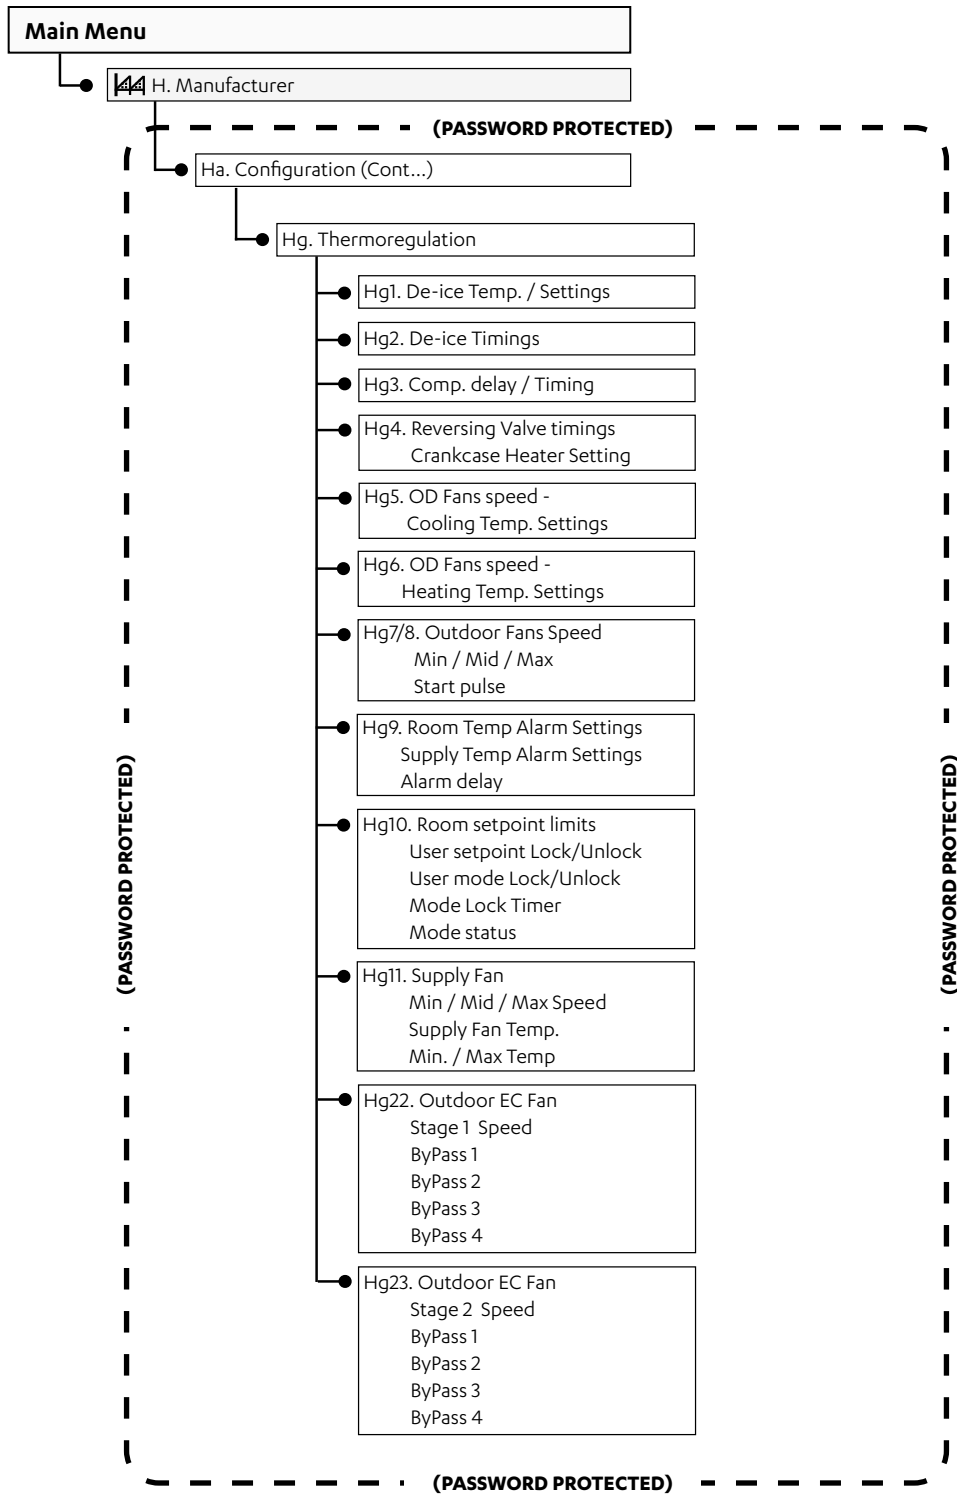 Main Menu
H. Manufacturer
(PASSWORD PROTECTED)
Ha. Configuration (Cont...)
Hg. Thermoregulation
Hg1. De-ice Temp. / Settings
Hg2. De-ice Timings
Hg3. Comp. delay / Timing
Hg4. Reversing Valve timings
Crankcase Heater Setting
Hg5. OD Fans speed -
Cooling Temp. Settings
Hg6. OD Fans speed -
Heating Temp. Settings
Hg7/8. Outdoor Fans Speed
Min / Mid / Max
Start pulse
Hg9. Room Temp Alarm Settings
Supply Temp Alarm Settings
Alarm delay
(PASSWORD PROTECTED)
(PASSWORD PROTECTED)
Hg10. Room setpoint limits
User setpoint Lock/Unlock
User mode Lock/Unlock
Mode Lock Timer
Mode status
Hg11. Supply Fan
Min / Mid / Max Speed
Supply Fan Temp.
Min. / Max Temp
Hg22. Outdoor EC Fan
Stage 1 Speed
ByPass 1
ByPass 2
ByPass 3
ByPass 4
Hg23. Outdoor EC Fan
Stage 2 Speed
ByPass 1
ByPass 2
ByPass 3
ByPass 4
(PASSWORD PROTECTED)